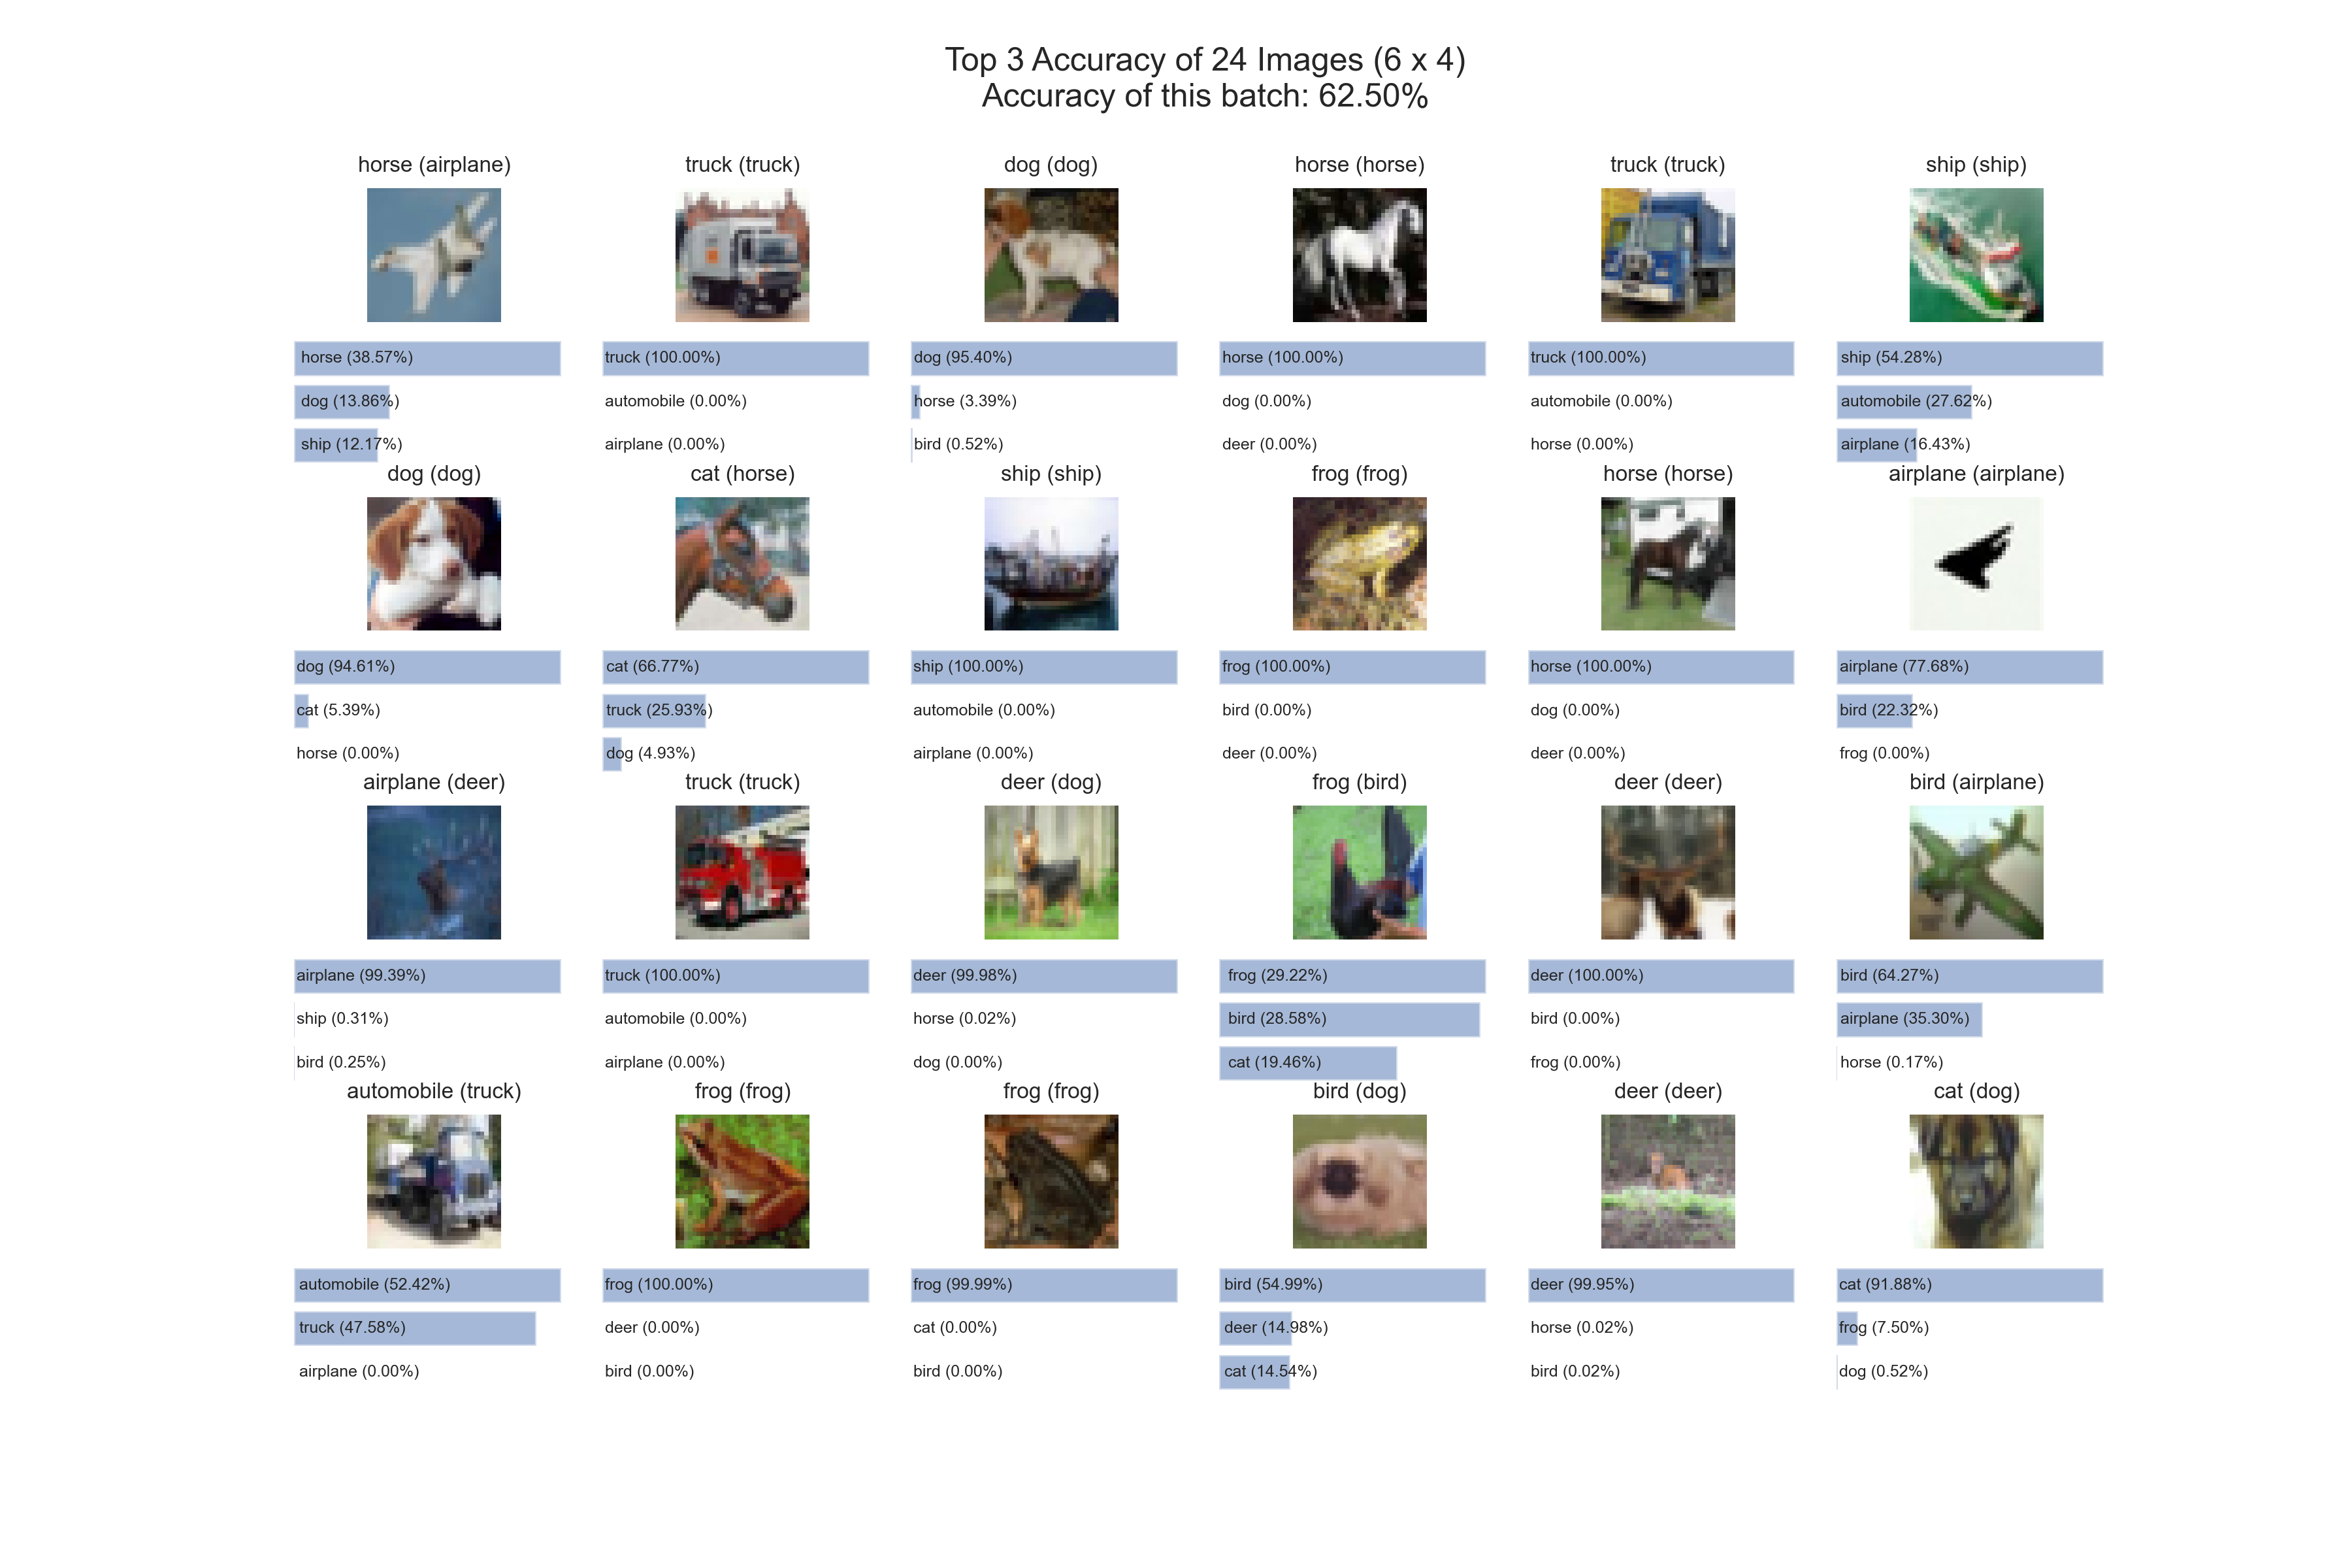 Top 3 Accuracy of 24 Images (6 x 4)
Accuracy of this batch: 62.50%
horse (airplane)
horse (38.57%)
dog (13.86%)
ship (12.17%)
truck (truck)
truck (100.00%)
automobile (0.00%)
airplane (0.00%)
dog (dog)
dog (95.40%)
horse (3.39%)
bird (0.52%)
horse (horse)
horse (100.00%)
dog (0.00%)
deer (0.00%)
truck (truck)
truck (100.00%)
automobile (0.00%)
horse (0.00%)
ship (ship)
ship (54.28%)
automobile (27.62%)
airplane (16.43%)
dog (dog)
dog (94.61%)
cat (5.39%)
horse (0.00%)
cat (horse)
cat (66.77%)
truck (25.93%)
dog (4.93%)
ship (ship)
ship (100.00%)
automobile (0.00%)
airplane (0.00%)
frog (frog)
frog (100.00%)
bird (0.00%)
deer (0.00%)
horse (horse)
horse (100.00%)
dog (0.00%)
deer (0.00%)
airplane (airplane)
airplane (77.68%)
bird (22.32%)
frog (0.00%)
airplane (deer)
airplane (99.39%)
ship (0.31%)
bird (0.25%)
truck (truck)
truck (100.00%)
automobile (0.00%)
airplane (0.00%)
deer (dog)
deer (99.98%)
horse (0.02%)
dog (0.00%)
frog (bird)
frog (29.22%)
bird (28.58%)
cat (19.46%)
deer (deer)
deer (100.00%)
bird (0.00%)
frog (0.00%)
bird (airplane)
bird (64.27%)
airplane (35.30%)
horse (0.17%)
automobile (truck)
automobile (52.42%)
truck (47.58%)
airplane (0.00%)
frog (frog)
frog (100.00%)
deer (0.00%)
bird (0.00%)
frog (frog)
frog (99.99%)
cat (0.00%)
bird (0.00%)
bird (dog)
bird (54.99%)
deer (14.98%)
cat (14.54%)
deer (deer)
deer (99.95%)
horse (0.02%)
bird (0.02%)
cat (dog)
cat (91.88%)
frog (7.50%)
dog (0.52%)